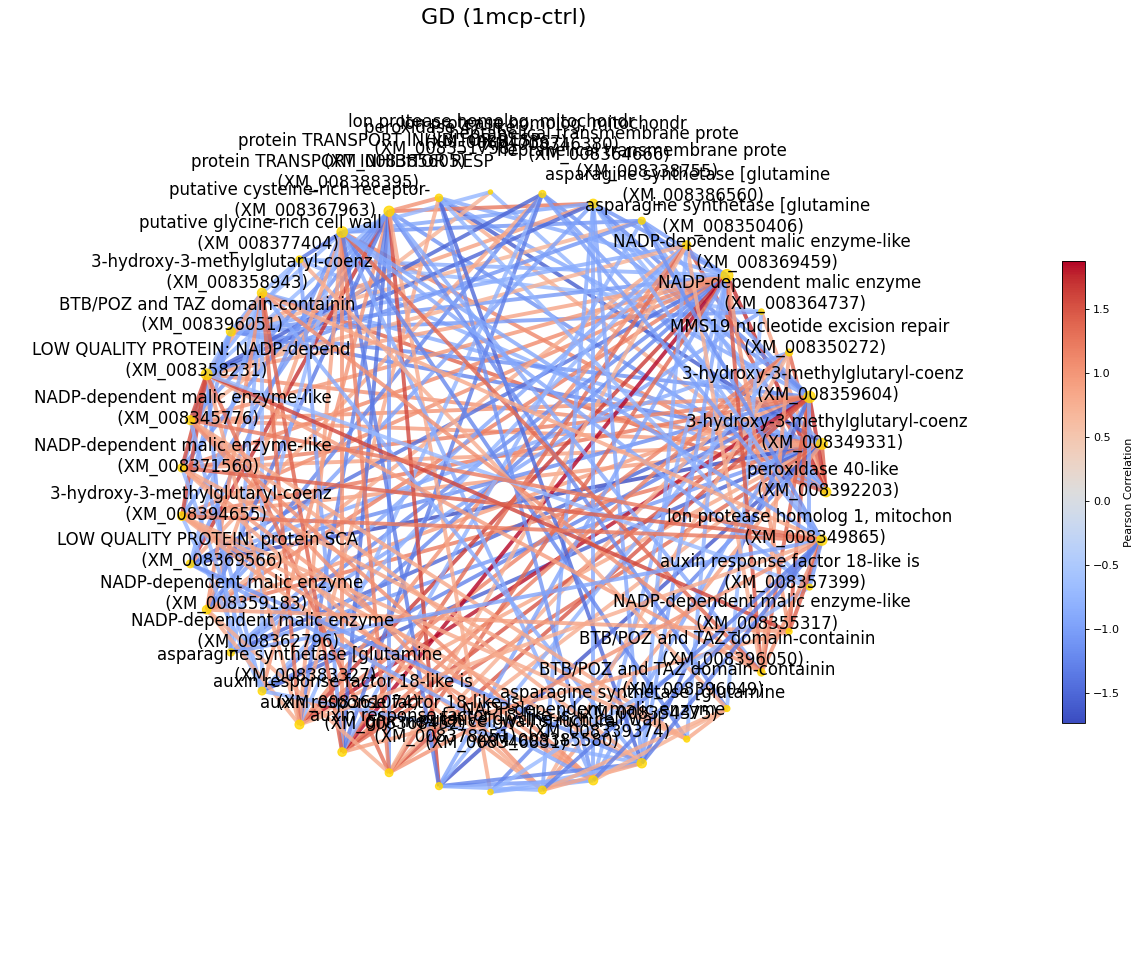 GD (1mcp-ctrl)
lon protease homolog, mitochondr
protein TRANSPORT INHIBITOR RESP
(XM_008388395)
asparagine synthetase [glutamine
(XM_008386560)
(XM_008338755)
putative cysteine-rich receptor-
(XM_008367963)
asparagine synthetase [glutamine
(XM_008350406)
putative glycine-rich cell wall
(XM_008377404)
NADP-dependent malic enzyme-like
(XM_008369459)
3-hydroxy-3-methylglutaryl-coenz
(XM_008358943)
NADP-dependent malic enzyme
(XM_008364737)
BTB/POZ and TAZ domain-containin
(XM_008396051)
MMS19 nucleotide excision repair
(XM_008350272)
LOW QUALITY PROTEIN: NADP-depend
(XM_008358231)
3-hydroxy-3-methylglutaryl-coenz
(XM_008359604)
NADP-dependent malic enzyme-like
(XM_008345776)
3-hydroxy-3-methylglutaryl-coenz
(XM_008349331)
NADP-dependent malic enzyme-like
(XM_008371560)
peroxidase 40-like
(XM_008392203)
3-hydroxy-3-methylglutaryl-coenz
(XM_008394655)
lon protease homolog 1, mitochon
(XM_008349865)
LOW QUALITY PROTEIN: protein SCA
(XM_008369566)
auxin response factor 18-like is
(XM_008357399)
NADP-dependent malic enzyme
(XM_008359183)
NADP-dependent malic enzyme-like
(XM_008355317)
NADP-dependent malic enzyme
(XM_008362796)
BTB/POZ and TAZ domain-containin
(XM_008396050)
asparagine synthetase [glutamine
(XM_008383327)
BTB/POZ and TAZ domain-containin
(XM_008396049)
auxin response factor 18-like is
(XM_008361074)
asparagine synthetase [glutamine
auxin response factor 18-like is
NADP-dependent malic enzyme
(XM_008339374)
1.5
1.0
0.5
0.0
−0.5
−1.0
−1.5
Pearson Correlation